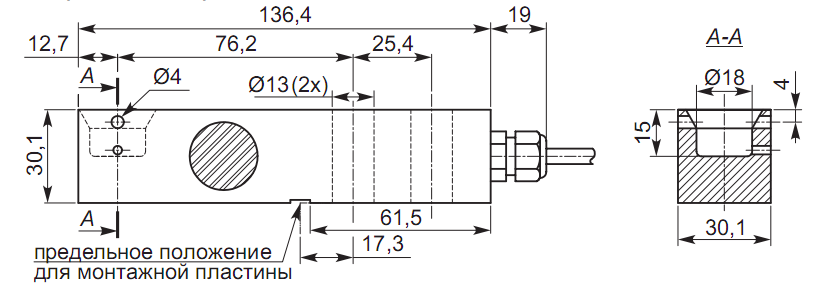 136,4
19
12,7
76,2
25,4
A-A
A
Ø4
Ø13(2x)
Ø18
4
30,1
15
A
61,5
30,1
17,3
предельное положение
для монтажной пластины